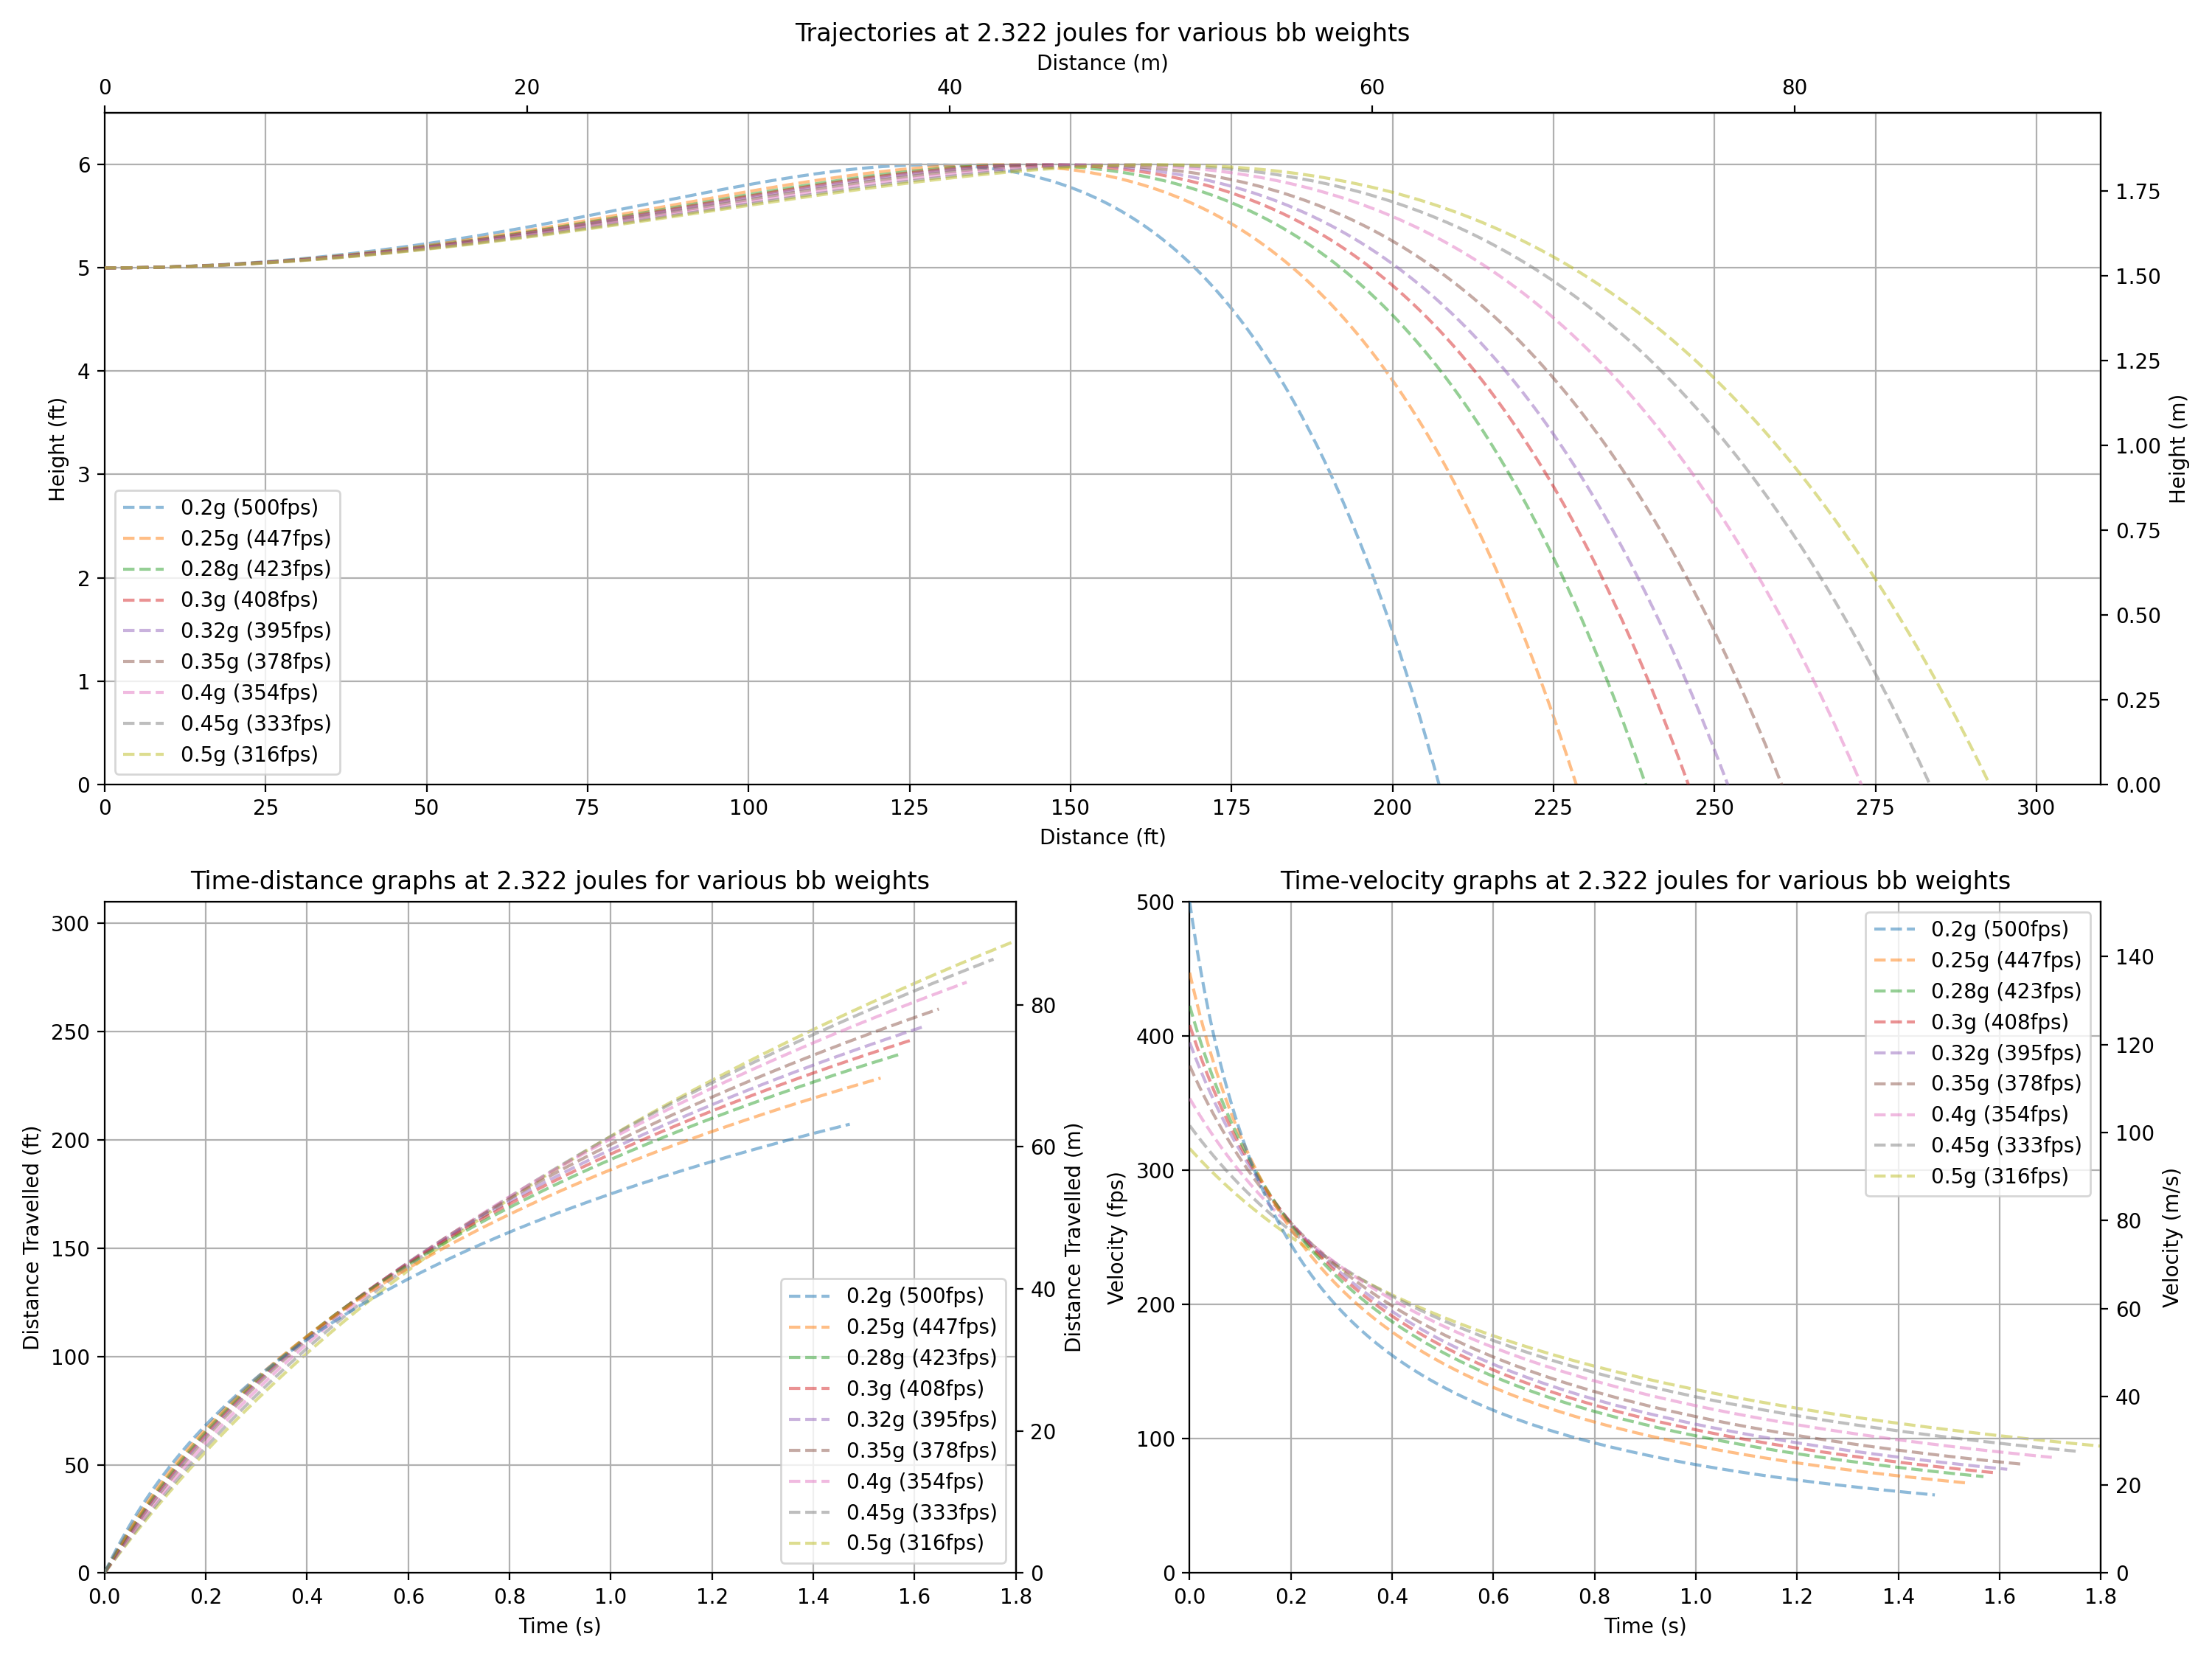 Trajectories at 2.322 joules for various bb weights
Distance (m)
0 20 40 60 80
Height (ft)
6
5
4
3
2
1
0
Height (m)
1.75
1.50
1.25
1.00
0.75
0.50
0.25
0.00
0.2g (500fps)
0.25g (447fps)
0.28g (423fps)
0.3g (408fps)
0.32g (395fps)
0.35g (378fps)
0.4g (354fps)
0.45g (333fps)
0.5g (316fps)
0 25 50 75 100 125 150 175 200 225 250 275 300
Distance (ft)
Time-distance graphs at 2.322 joules for various bb weights
Distance Travelled (ft)
300
250
200
150
100
50
0
Distance Travelled (m)
80
60
40
20
0
0.2g (500fps)
0.25g (447fps)
0.28g (423fps)
0.3g (408fps)
0.32g (395fps)
0.35g (378fps)
0.4g (354fps)
0.45g (333fps)
0.5g (316fps)
0.0 0.2 0.4 0.6 0.8 1.0 1.2 1.4 1.6 1.8
Time (s)
Time-velocity graphs at 2.322 joules for various bb weights
Velocity (fps)
500
400
300
200
100
0
Velocity (m/s)
140
120
100
80
60
40
20
0
0.2g (500fps)
0.25g (447fps)
0.28g (423fps)
0.3g (408fps)
0.32g (395fps)
0.35g (378fps)
0.4g (354fps)
0.45g (333fps)
0.5g (316fps)
0.0 0.2 0.4 0.6 0.8 1.0 1.2 1.4 1.6 1.8
Time (s)